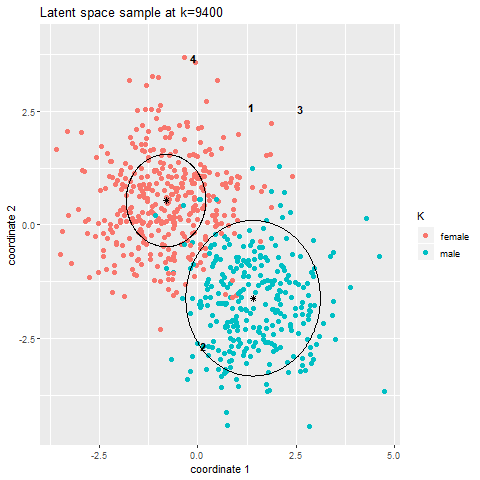 Latent space sample at k=9400
4
1
3
2
2.5
0.0
-2.5
coordinate 2
-2.5
0.0
2.5
5.0
coordinate 1
K
female
male